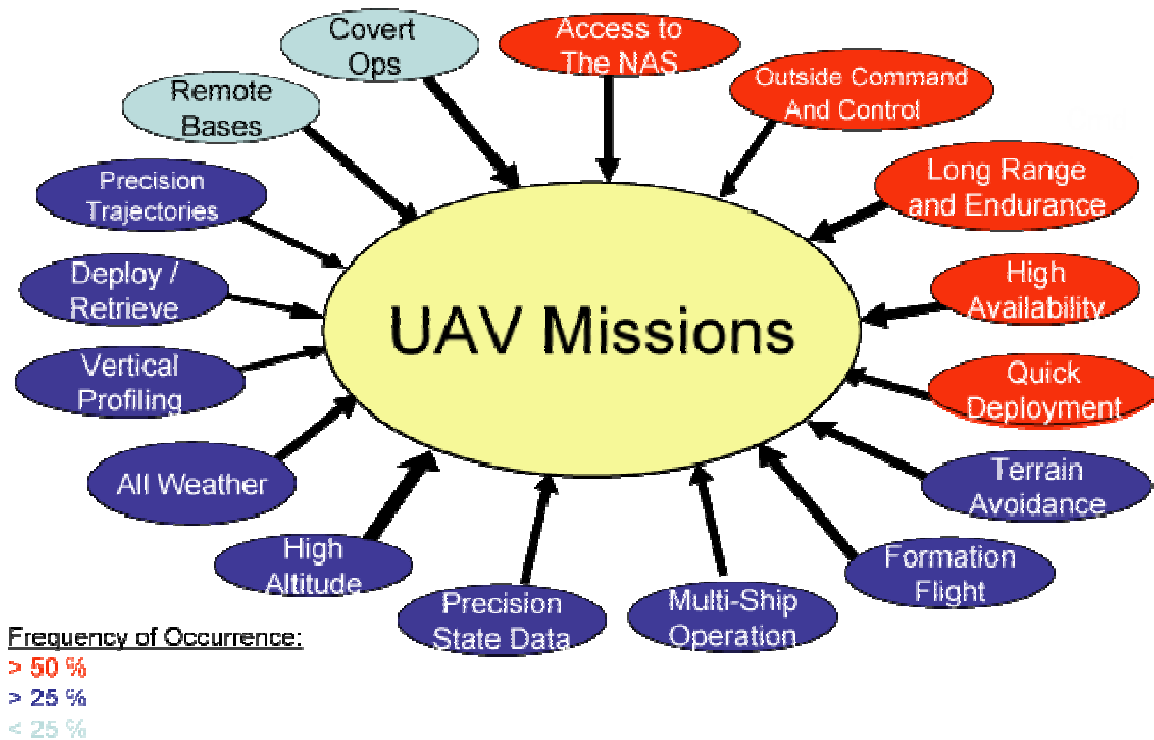 Covert
Ops
Access to
The NAS
Outside Command
And Control
Remote
Bases
Long Range
and Endurance
Precision
Trajectories
High
Availability
Deploy /
Retrieve
UAV Missions
Vertical
Profiling
Quick
Deployment
All Weather
Terrain
Avoidance
High
Altitude
Formation
Flight
Precision
State Data
Multi-Ship
Operation
Frequency of Occurrence:
> 50 %
> 25 %
< 25 %